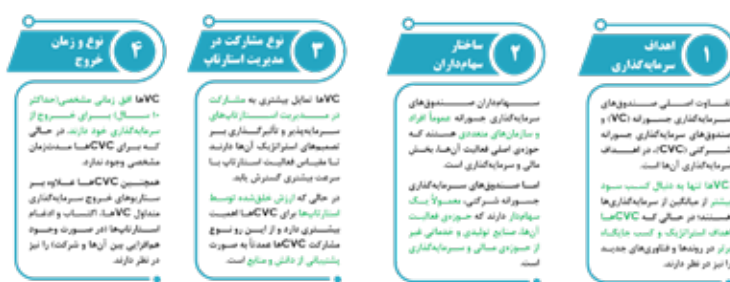 ۱
اهداف
سرمایه‌گذاری
تفاوت اصلی صندوق‌های
سرمایه‌گذاری جسورانه (VC) و
صندوق‌های سرمایه‌گذاری جسورانه
شرکتی (CVC)، در اهداف
سرمایه‌گذاری آن‌ها است.
VCها تنها به دنبال کسب سود
بیشتر از میانگین از سرمایه‌گذاری‌ها
هستند؛ در حالی که CVCها
اهداف استراتژیک و کسب جایگاه
برتر در روندها و فناوری‌های جدید
را نیز در نظر دارند.
۲
ساختار
سهام‌داران
سهام‌داران صندوق‌های
سرمایه‌گذاری جسورانه عموماً افراد
و سازمان‌های متعددی هستند که
حوزه‌ی اصلی فعالیت آن‌ها، بخش
مالی و سرمایه‌گذاری است.
اما صندوق‌های سرمایه‌گذاری
جسورانه شرکتی، معمولاً یک
سهام‌دار دارند که حوزه‌ی فعالیت
آن‌ها، صنایع تولیدی و خدماتی غیر
از حوزه‌ی مالی و سرمایه‌گذاری
است.
۳
نوع مشارکت در
مدیریت استارتاپ
VCها تمایل بیشتری به مشارکت
در مدیریت استارتاپ‌های
سرمایه‌پذیر و تأثیرگذاری بر
تصمیم‌های استراتژیک آن‌ها دارند
تا مقیاس فعالیت استارتاپ با
سرعت بیشتری گسترش یابد.
در حالی که ارزش خلق‌شده توسط
استارتاپ‌ها برای CVCها اهمیت
بیشتری دارد و از این رو نوع
مشارکت CVCها عمدتاً به صورت
پشتیبانی از دانش و منابع است.
۴
نوع و زمان
خروج
VCها افق زمانی مشخصی(حداکثر
۱۰ سال) برای خروج از
سرمایه‌گذاری خود دارند، در حالی
که برای CVCها مدت‌زمان
مشخصی وجود ندارد.
همچنین CVCها علاوه بر
سناریوهای خروج سرمایه‌گذاری
متداول VCها، اکتساب و ادغام
استارتاپ‌ها (در صورت وجود
هم‌افزایی بین آن‌ها و شرکت) را نیز
در نظر دارند.